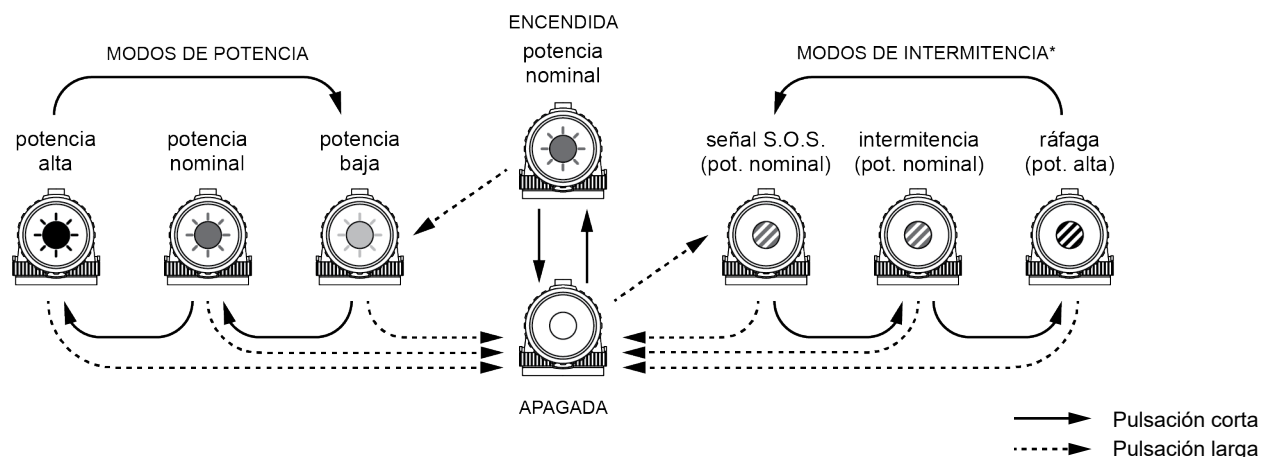 ENCENDIDA
potencia
nominal
MODOS DE POTENCIA
MODOS DE INTERMITENCIA*
potencia
alta
potencia
nominal
potencia
baja
señal S.O.S.
(pot. nominal)
intermitencia
(pot. nominal)
ráfaga
(pot. alta)
APAGADA
Pulsación corta
Pulsación larga